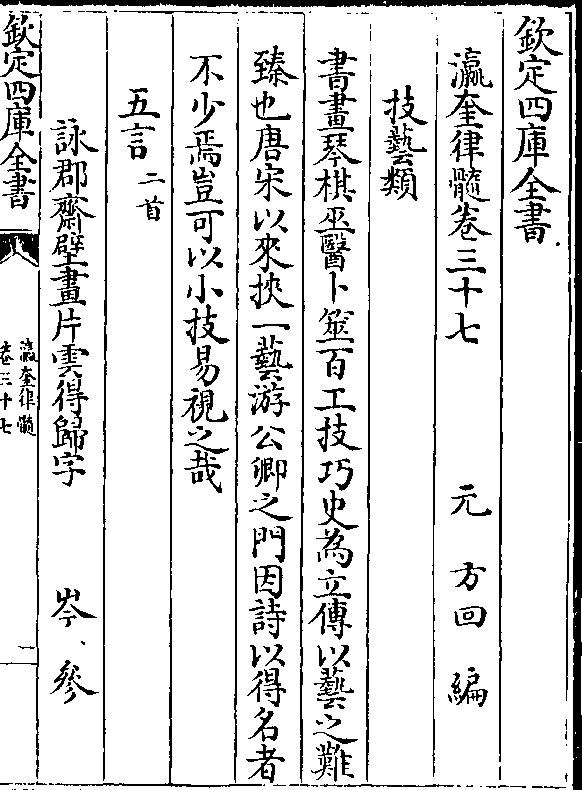 欽定四庫全書
瀛奎律髓卷三十七　　元　方回　編
技藝類
書畫琴棋巫醫卜筮百工技巧史為立傳以藝之難
臻也唐宋以來挾一藝游公卿之門因詩以得名者
不少焉豈可以小技易視之哉
五言二首
詠郡齋壁畫片雲得歸字　　岑參
欽定四庫全書
瀛奎律髓
卷三十七